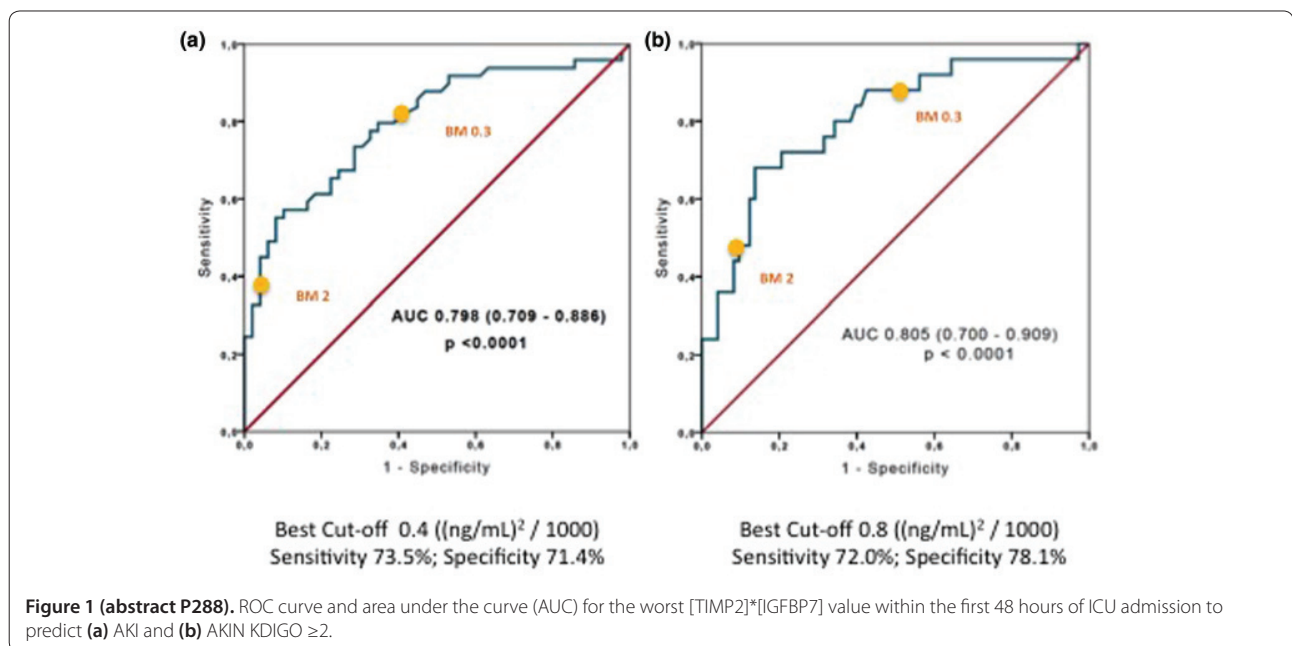 (a)
1,0
0,8
0,6
0,4
0,2
0,0
Sensitivity
BM 0.3
BM 2
AUC 0.798 (0.709 - 0.886)
p <0.0001
0,0 0,2 0,4 0,6 0,8 1,0
1 - Specificity
Best Cut-off 0.4 ((ng/mL)² / 1000)
Sensitivity 73.5%; Specificity 71.4%
(b)
1,0
0,8
0,6
0,4
0,2
0,0
Sensitivity
BM 0.3
BM 2
AUC 0.805 (0.700 - 0.909)
p < 0.0001
0,0 0,2 0,4 0,6 0,8 1,0
1 - Specificity
Best Cut-off 0.8 ((ng/mL)² / 1000)
Sensitivity 72.0%; Specificity 78.1%
Figure 1 (abstract P288). ROC curve and area under the curve (AUC) for the worst [TIMP2]*[IGFBP7] value within the first 48 hours of ICU admission to
predict (a) AKI and (b) AKIN KDIGO ≥2.